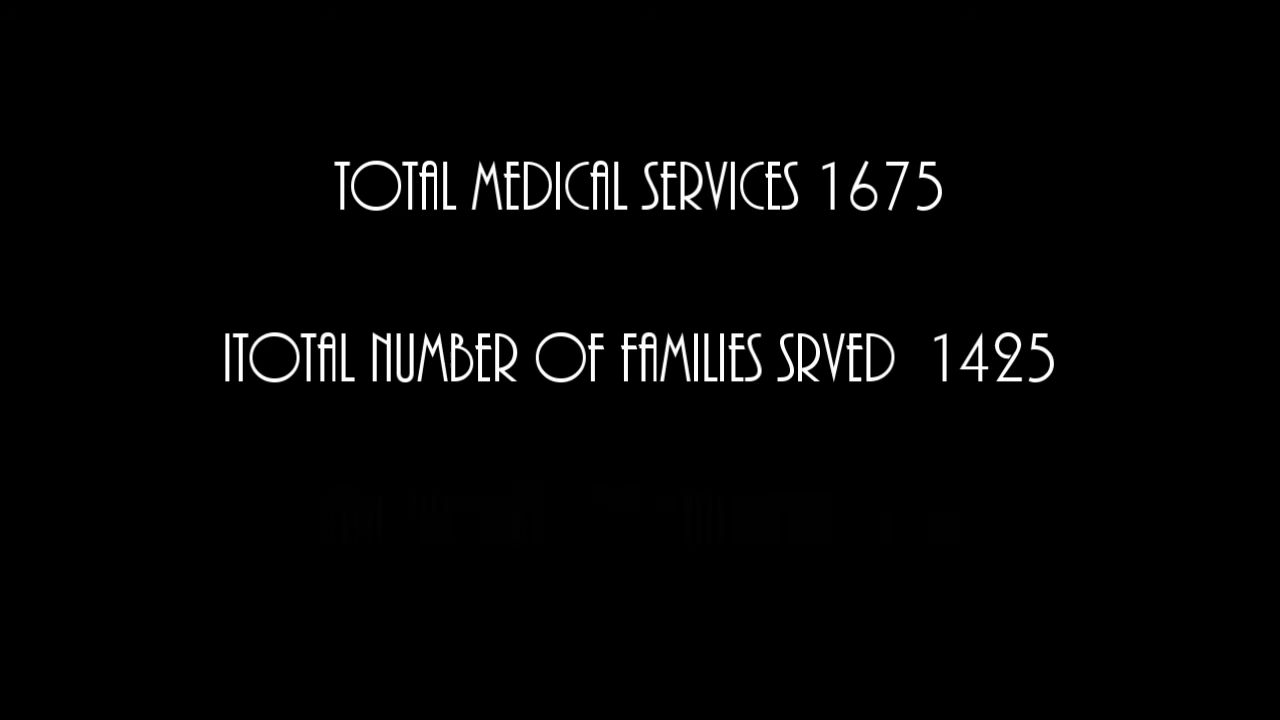 TOTAL MEDICAL SERVICES 1675
ITOTAL NUMBER OF FAMILIES SRVED 1425